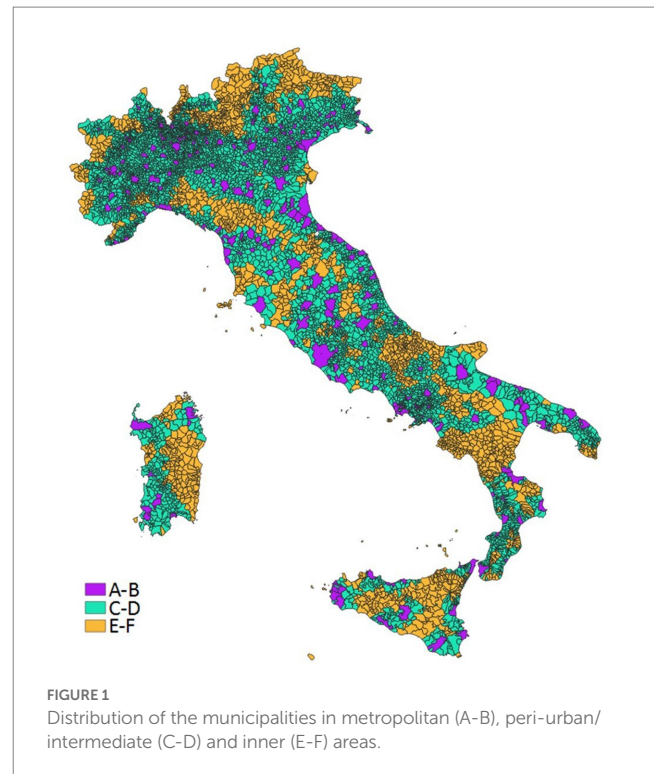 A-B
C-D
E-F
FIGURE 1
Distribution of the municipalities in metropolitan (A-B), peri-urban/
intermediate (C-D) and inner (E-F) areas.